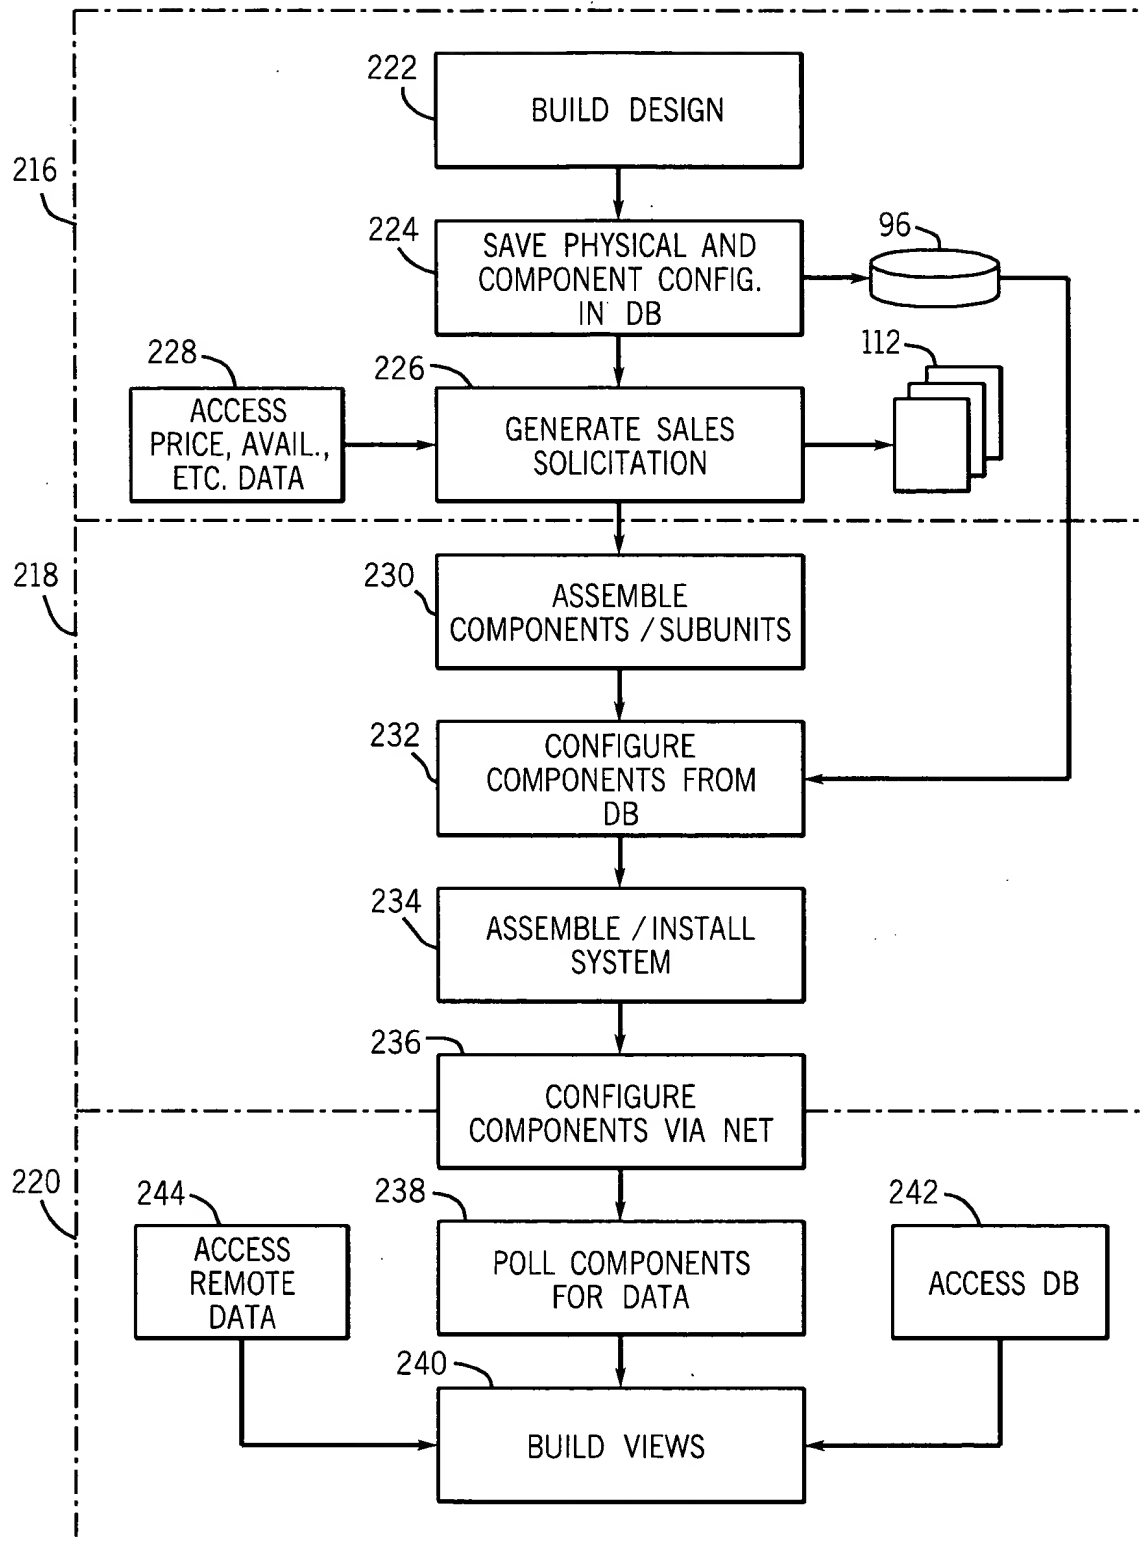 222
BUILD DESIGN
216
224
SAVE PHYSICAL AND
COMPONENT CONFIG.
IN DB
96
228
ACCESS
PRICE, AVAIL.,
ETC. DATA
226
GENERATE SALES
SOLICITATION
112
218
230
ASSEMBLE
COMPONENTS / SUBUNITS
232
CONFIGURE
COMPONENTS FROM
DB
234
ASSEMBLE / INSTALL
SYSTEM
236
CONFIGURE
COMPONENTS VIA NET
220
244
ACCESS
REMOTE
DATA
238
POLL COMPONENTS
FOR DATA
242
ACCESS DB
240
BUILD VIEWS